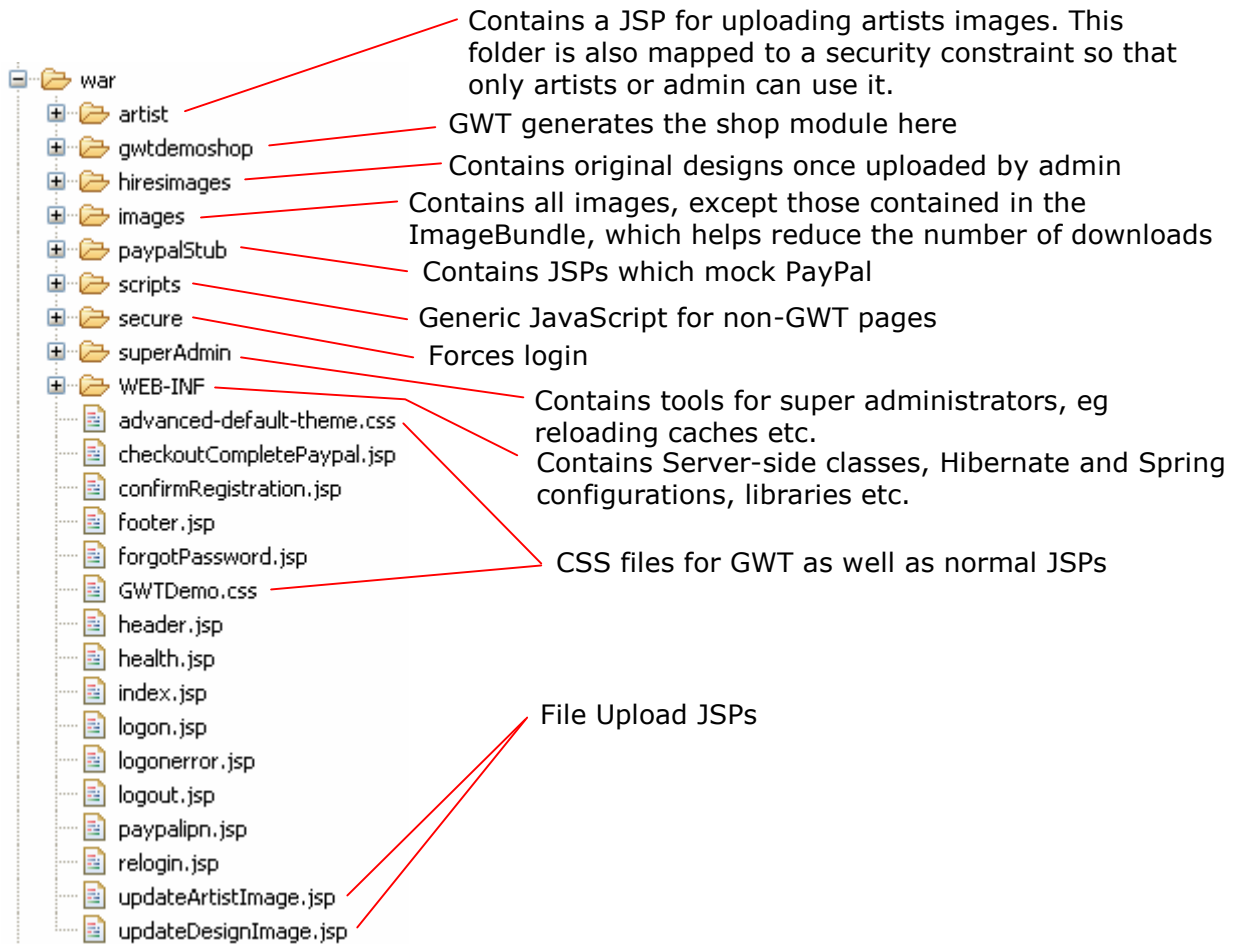 Contains a JSP for uploading artists images. This
folder is also mapped to a security constraint so that
only artists or admin can use it.
war
artist
GWT generates the shop module here
gwtdemoshop
Contains original designs once uploaded by admin
hiresimages
Contains all images, except those contained in the
ImageBundle, which helps reduce the number of downloads
images
paypalStub
Contains JSPs which mock PayPal
scripts
Generic JavaScript for non-GWT pages
secure
Forces login
superAdmin
WEB-INF
Contains tools for super administrators, eg
reloading caches etc.
Contains Server-side classes, Hibernate and Spring
configurations, libraries etc.
advanced-default-theme.css
checkoutCompletePaypal.jsp
confirmRegistration.jsp
footer.jsp
forgotPassword.jsp
CSS files for GWT as well as normal JSPs
GWTDemo.css
header.jsp
health.jsp
index.jsp
File Upload JSPs
logon.jsp
logonerror.jsp
logout.jsp
paypalipn.jsp
relogin.jsp
updateArtistImage.jsp
updateDesignImage.jsp